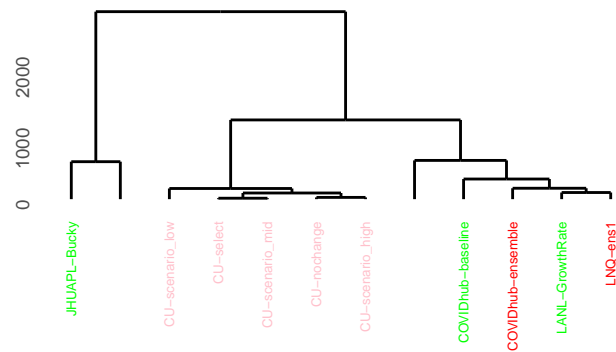 2000
1000
0
JHUAPL−Bucky
CU−scenario_low
CU−select
CU−scenario_mid
CU−nochange
CU−scenario_high
COVIDhub−baseline
COVIDhub−ensemble
LANL−GrowthRate
LNQ−ens1